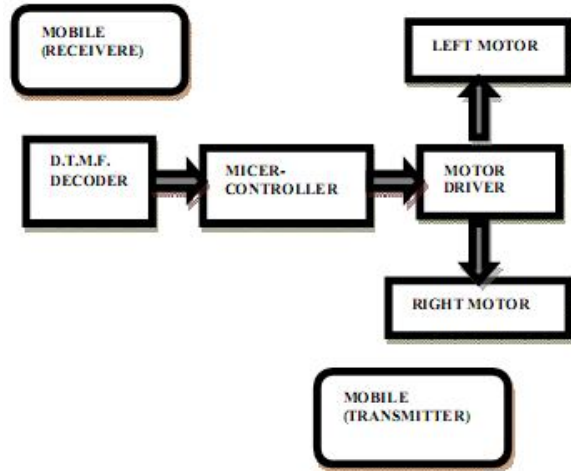 MOBILE
(RECEIVERE)
LEFT MOTOR
D.T.M.F.
DECODER
MICER-
CONTROLLER
MOTOR
DRIVER
RIGHT MOTOR
MOBILE
(TRANSMITTER)